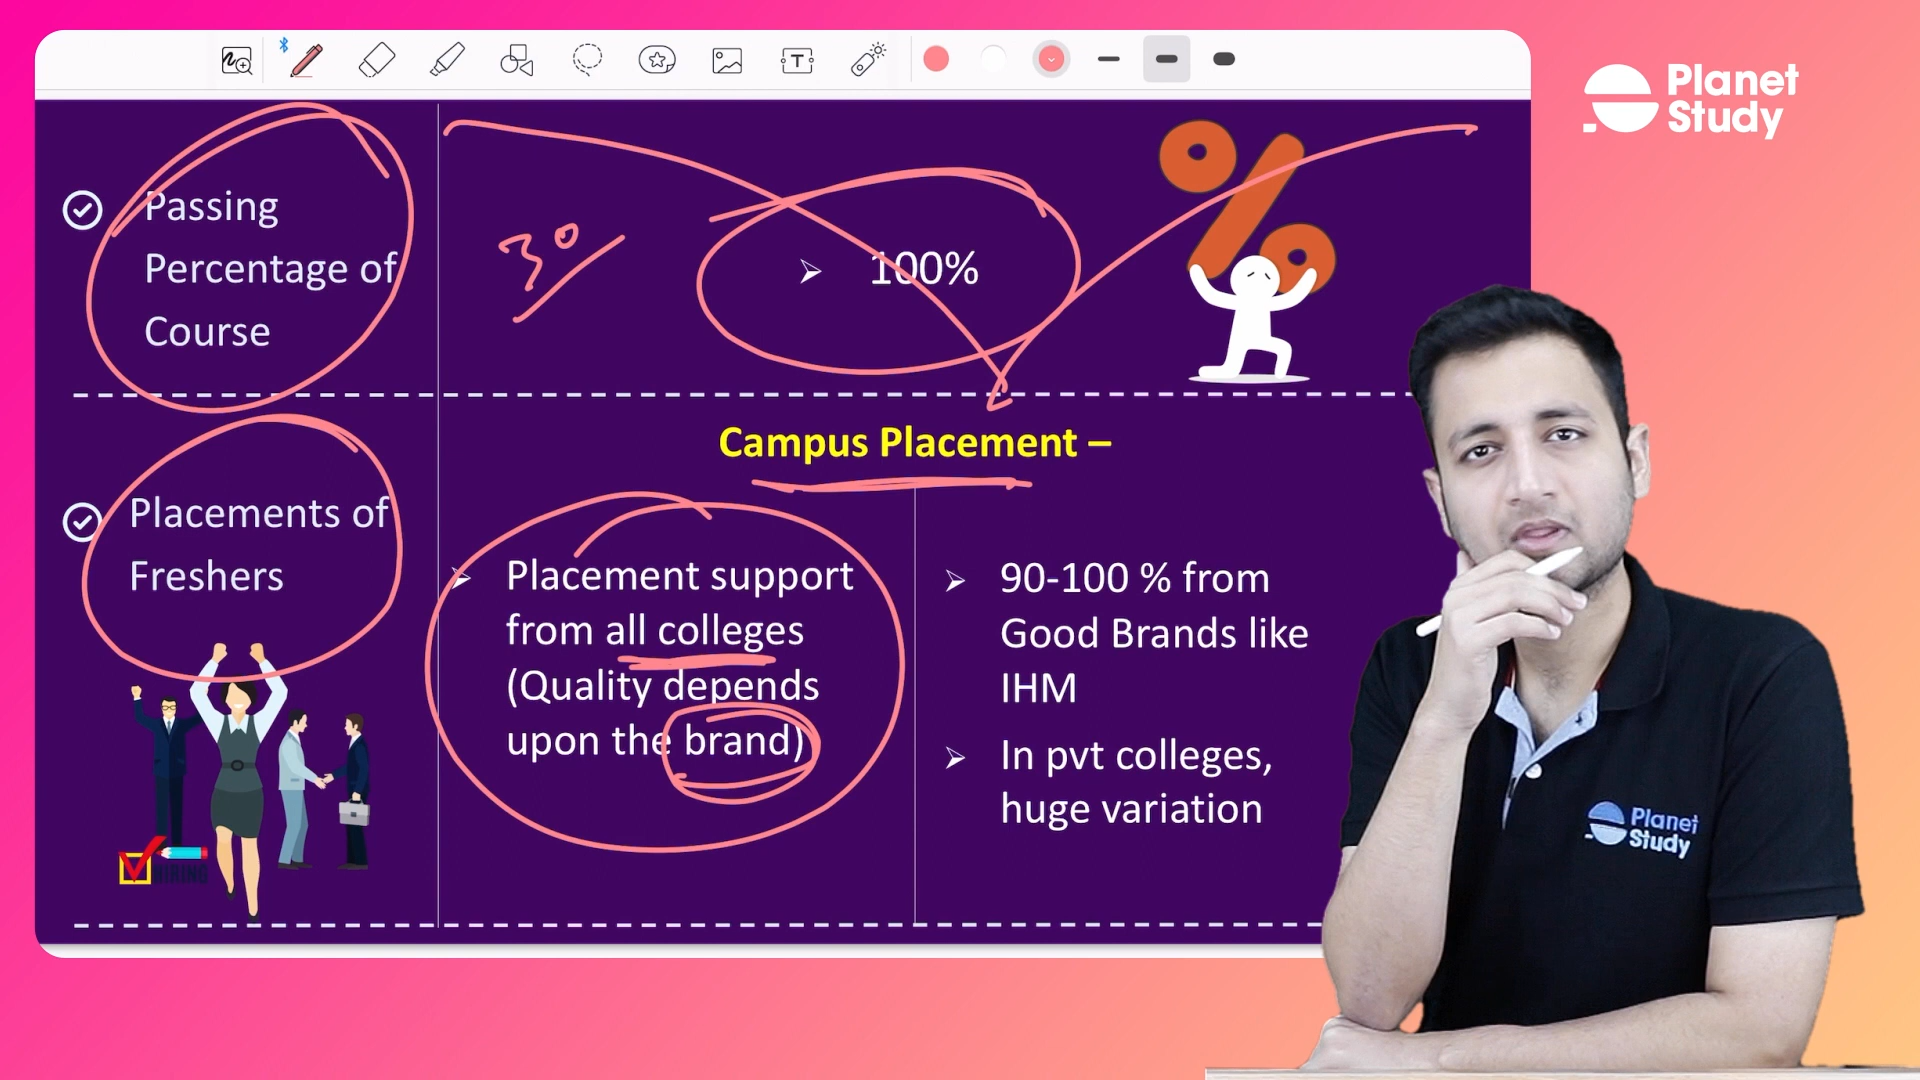 Planet
Study
Passing
Percentage of
Course
30
100%
Campus Placement –
Placements of
Freshers
Placement support
from all colleges
(Quality depends
upon the brand)
90-100 % from
Good Brands like
IHM
In pvt colleges,
huge variation
HIRING
Planet
Study